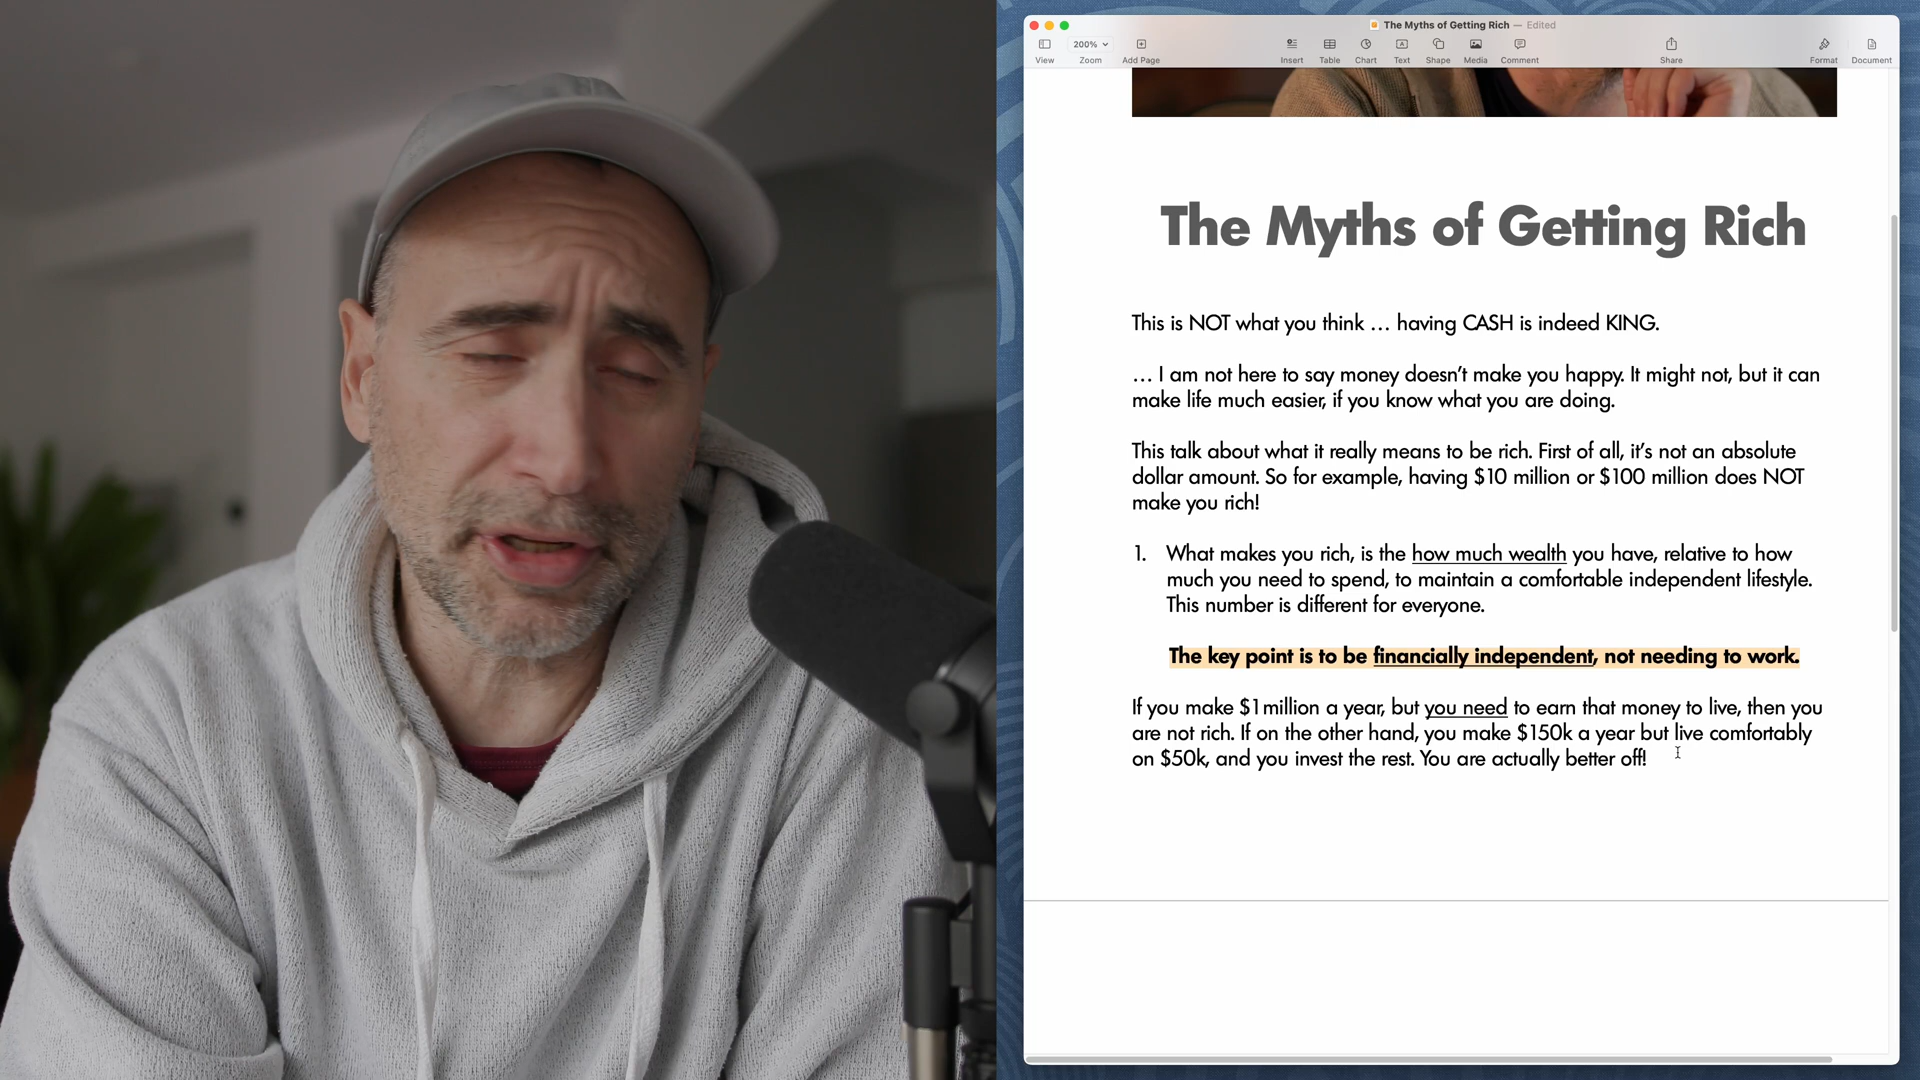 The Myths of Getting Rich — Edited
200%
View Zoom Add Page Insert Table Chart Text Shape Media Comment Share Format Document
The Myths of Getting Rich
This is NOT what you think … having CASH is indeed KING.
… I am not here to say money doesn’t make you happy. It might not, but it can
make life much easier, if you know what you are doing.
This talk about what it really means to be rich. First of all, it’s not an absolute
dollar amount. So for example, having $10 million or $100 million does NOT
make you rich!
1. What makes you rich, is the how much wealth you have, relative to how
much you need to spend, to maintain a comfortable independent lifestyle.
This number is different for everyone.
The key point is to be financially independent, not needing to work.
If you make $1million a year, but you need to earn that money to live, then you
are not rich. If on the other hand, you make $150k a year but live comfortably
on $50k, and you invest the rest. You are actually better off!